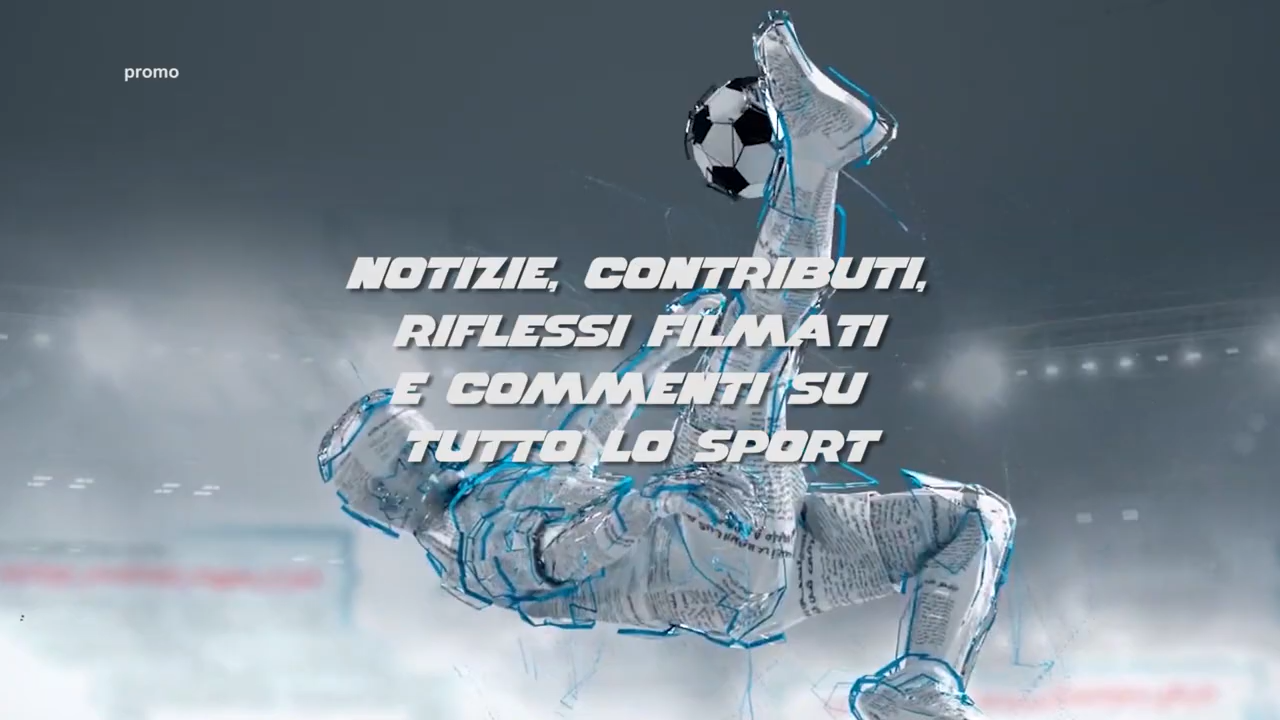 promo
NOTIZIE, CONTRIBUTI,
RIFLESSI FILMATI
E COMMENTI SU
TUTTO LO SPORT